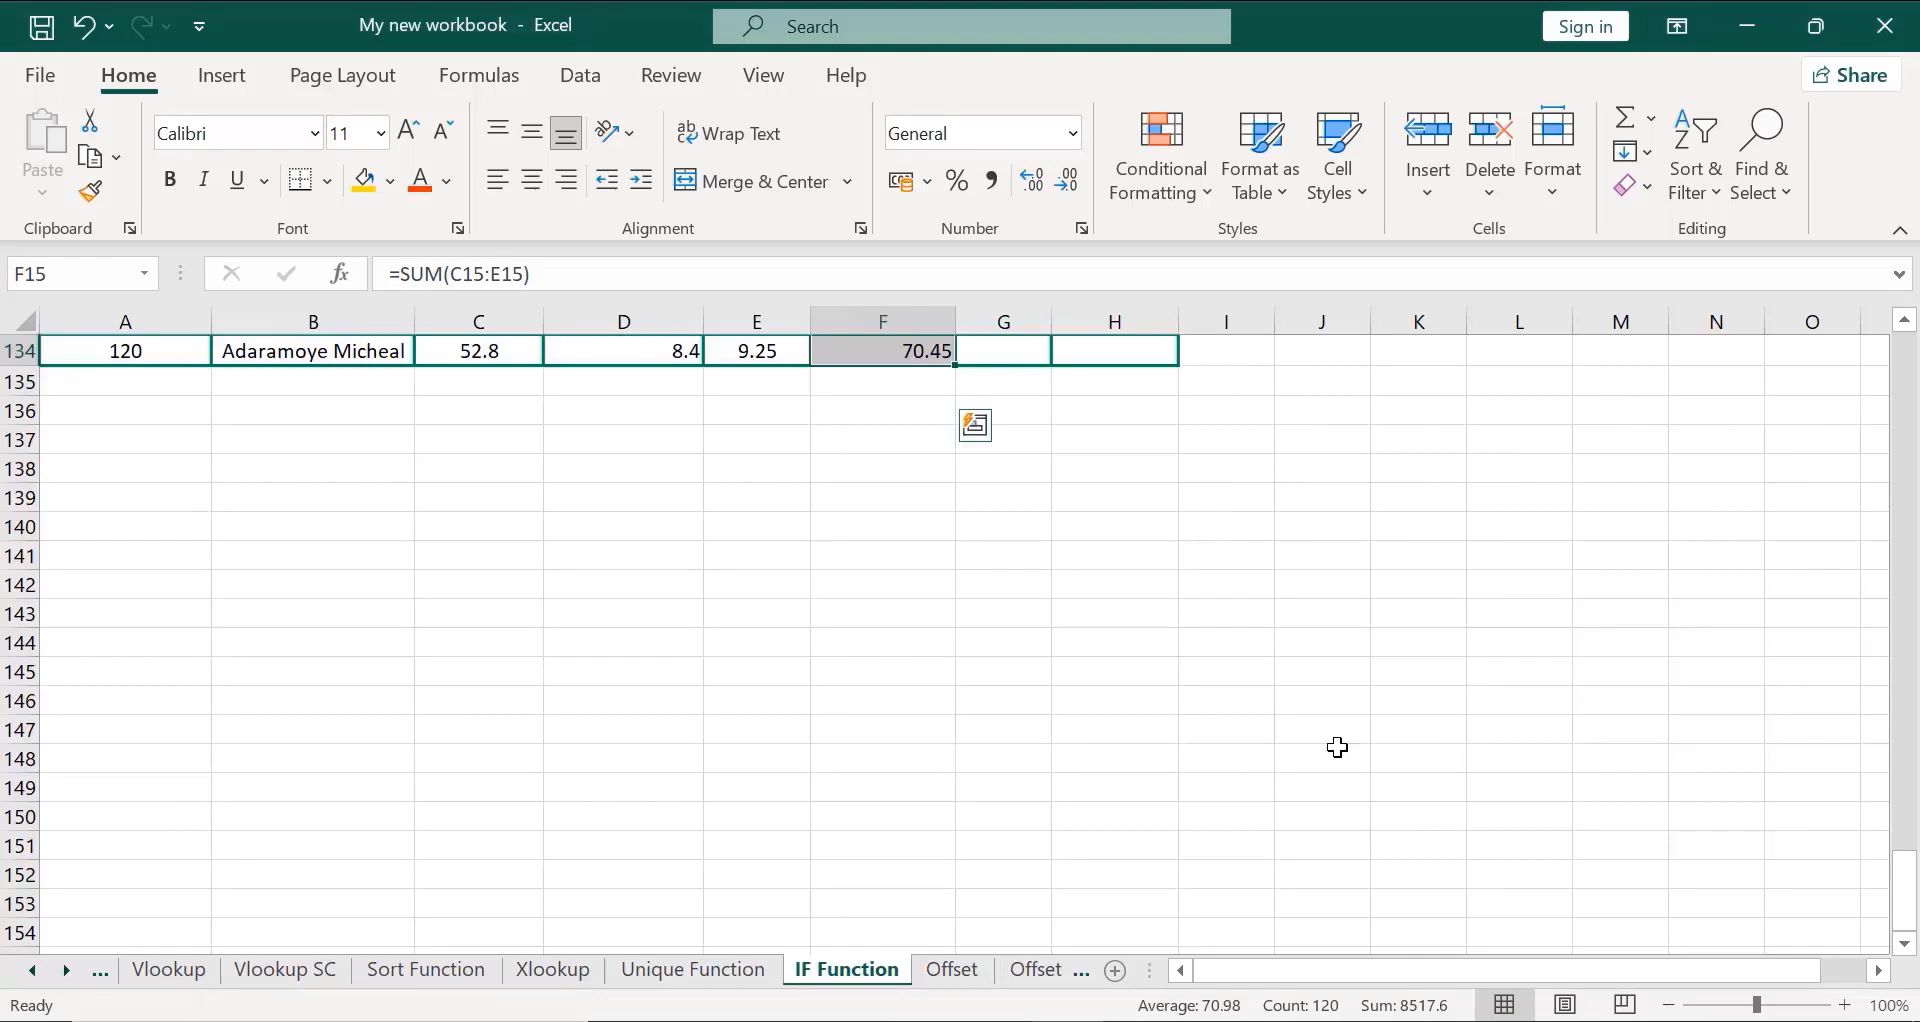 My new workbook - Excel
Search
Sign in
File Home Insert Page Layout Formulas Data Review View Help
Share
Paste
Calibri 11
B I U
Wrap Text
Merge & Center
General
Conditional Formatting
Format as Table
Cell Styles
Insert Delete Format
Sort & Filter
Find & Select
Clipboard Font Alignment Number Styles Cells Editing
F15 fx =SUM(C15:E15)
A B C D E F G H I J K L M N O
134 120 Adaramoye Micheal 52.8 8.4 9.25 70.45
135
136
137
138
139
140
141
142
143
144
145
146
147
148
149
150
151
152
153
154
... Vlookup Vlookup SC Sort Function Xlookup Unique Function IF Function Offset Offset ...
Ready Average: 70.98 Count: 120 Sum: 8517.6 100%